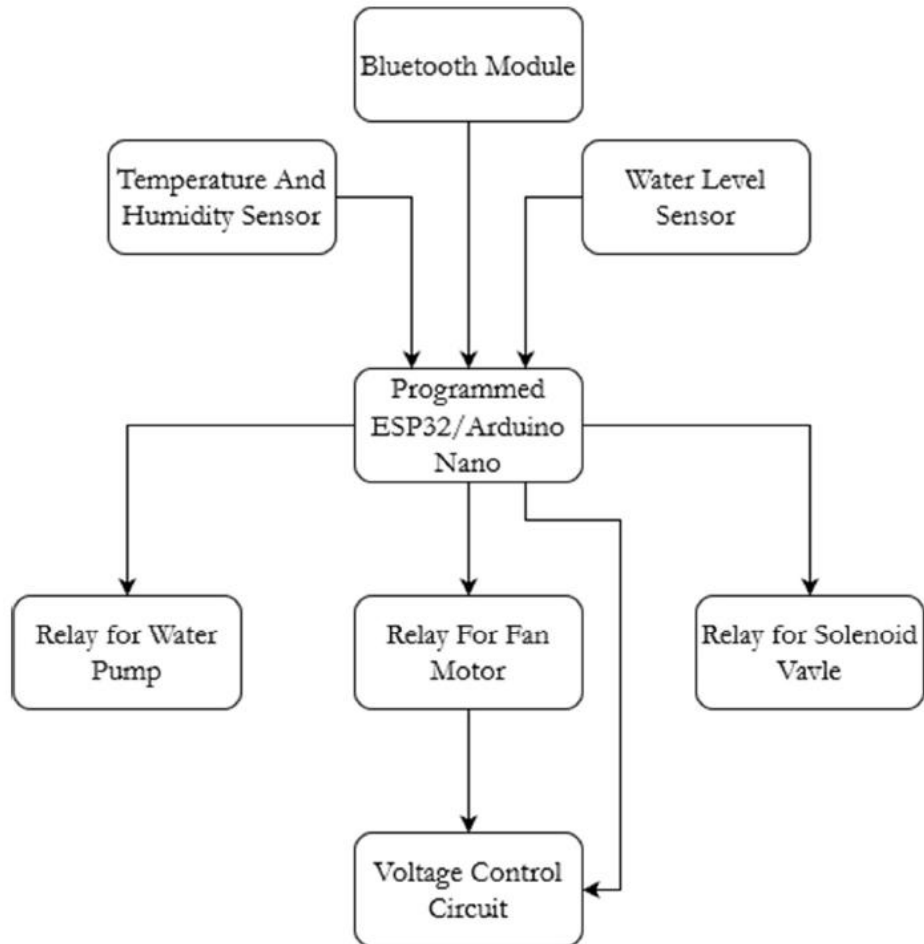 Bluetooth Module
Temperature And
Humidity Sensor
Water Level
Sensor
Programmed
ESP32/Arduino
Nano
Relay for Water
Pump
Relay For Fan
Motor
Relay for Solenoid
Vavle
Voltage Control
Circuit